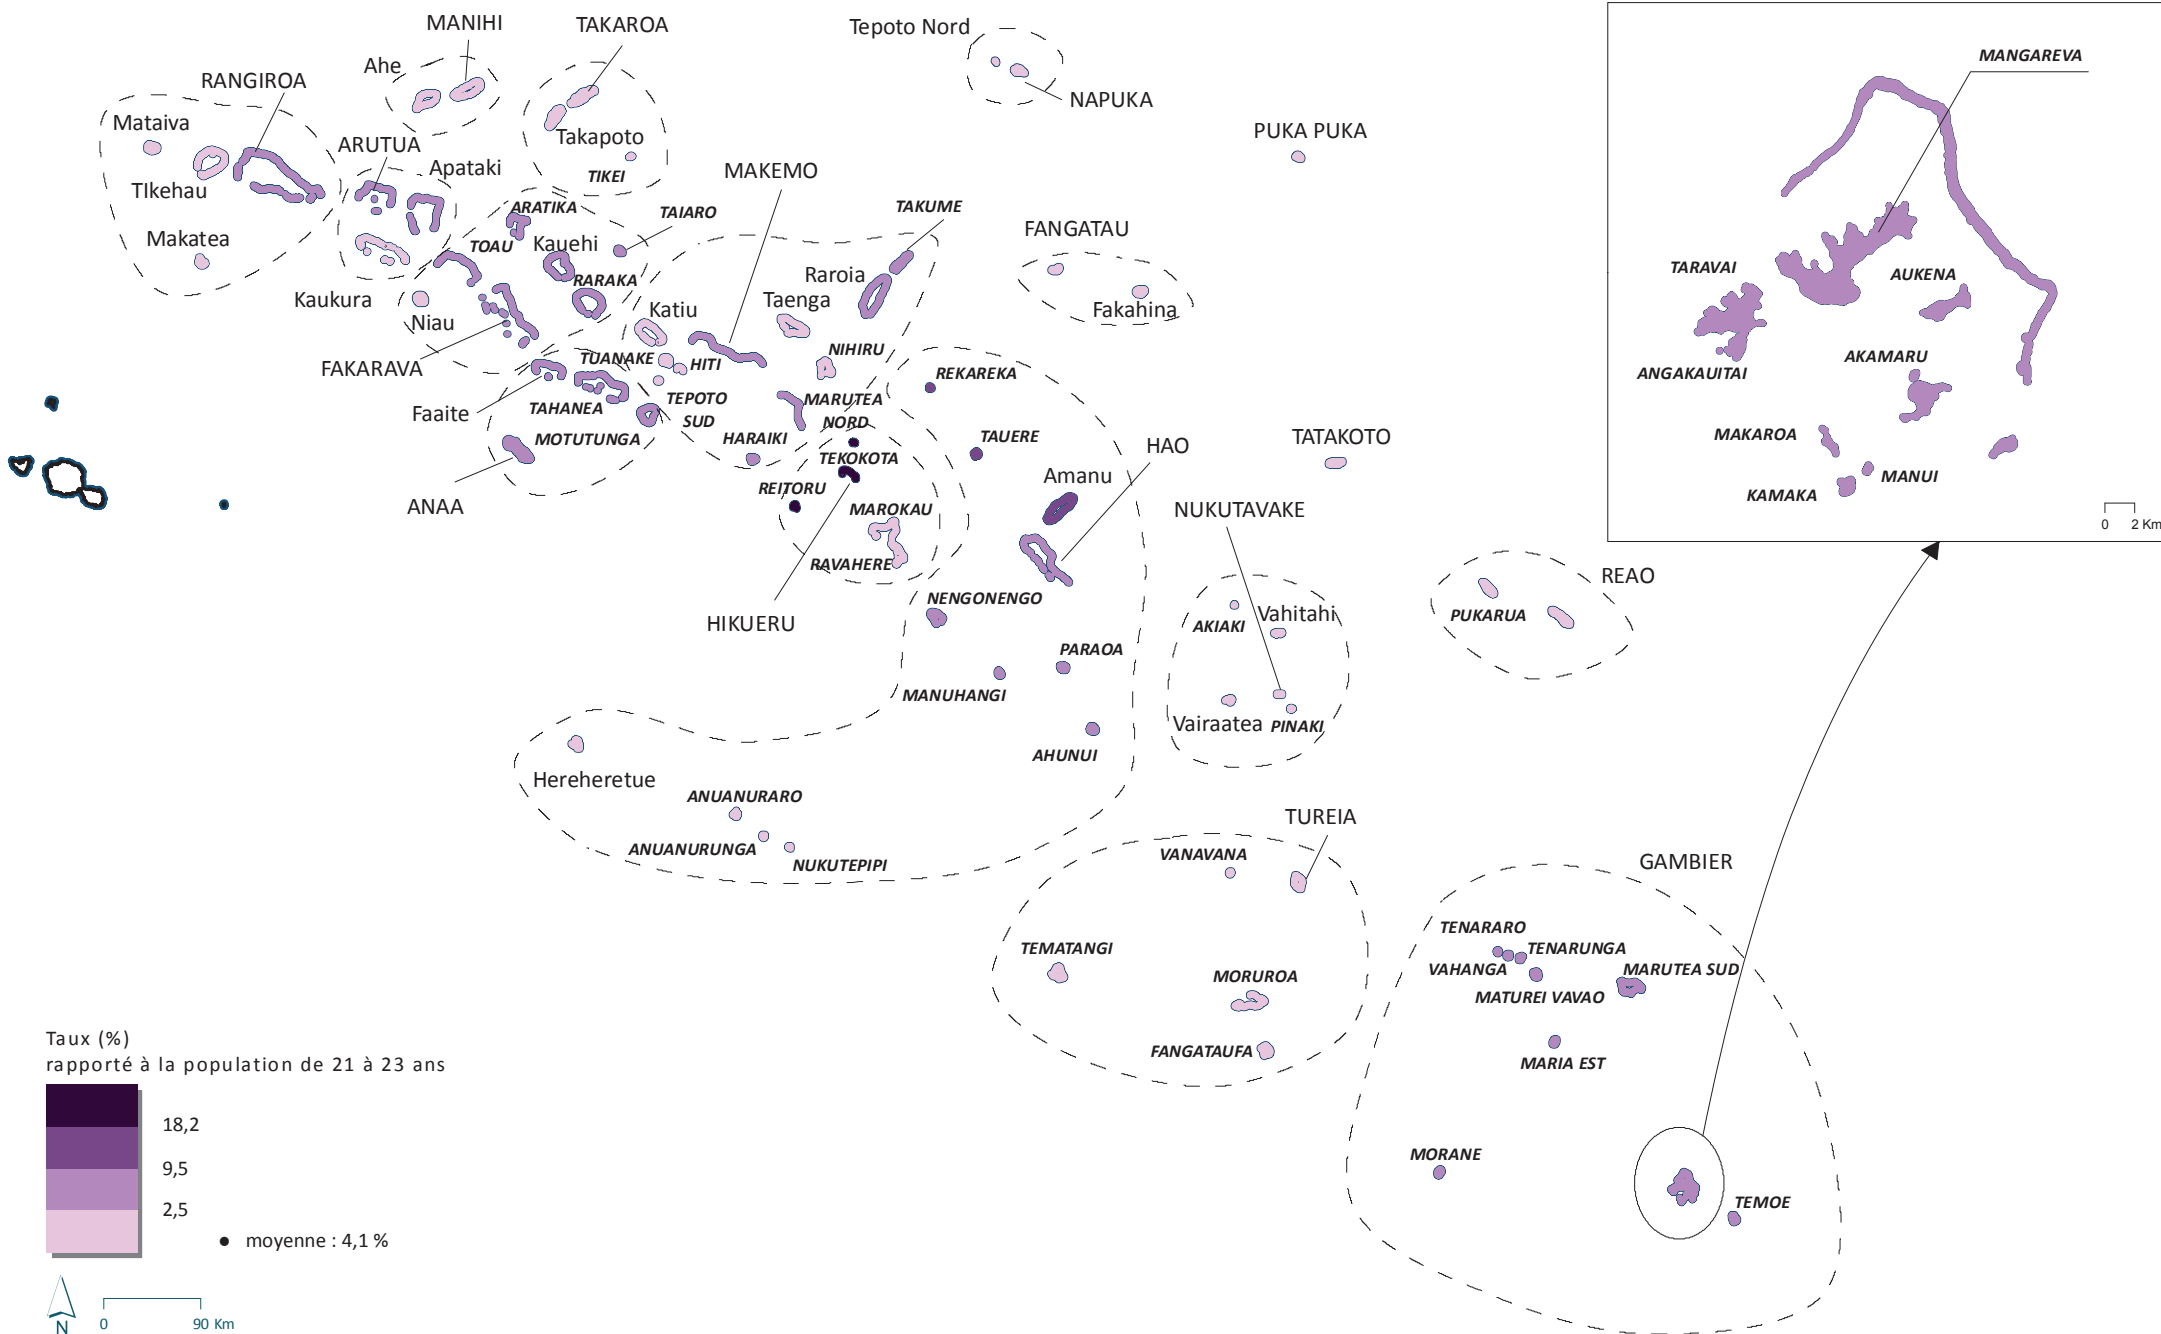 MANIHI
TAKAROA
Tepoto Nord
Ahe
RANGIROA
NAPUKA
MANGAREVA
Mataiva
ARUTUA
Apataki
Takapoto
PUKA PUKA
TIkehau
TIKEI
MAKEMO
ARATIKA
TAIARO
TAKUME
Makatea
TOAU
Kauehi
FANGATAU
Raroia
TARAVAI
AUKENA
RARAKA
Kaukura
Katiu
Taenga
Fakahina
Niau
NIHIRU
AKAMARU
FAKARAVA
TUANAKE
HITI
REKAREKA
ANGAKAUITAI
Faaite
TAHANEA
TEPOTO
SUD
MARUTEA
NORD
MOTUTUNGA
HARAIKI
TAUERE
TATAKOTO
HAO
MAKAROA
TEKOKOTA
Amanu
MANUI
KAMAKA
ANAA
REITORU
MAROKAU
NUKUTAVAKE
0 2 Km
RAVAHERE
REAO
NENGONENGO
HIKUERU
AKIAKI
Vahitahi
PUKARUA
PARAOA
MANUHANGI
Vairaatea
PINAKI
AHUNUI
Hereheretue
ANUANURARO
TUREIA
ANUANURUNGA
NUKUTEPIPI
VANAVANA
GAMBIER
TENARARO
TENARUNGA
TEMATANGI
VAHANGA
MARUTEA SUD
MORUROA
MATUREI VAVAO
FANGATAUFA
MARIA EST
MORANE
TEMOE
Taux (%)
rapporté à la population de 21 à 23 ans
18,2
9,5
2,5
moyenne : 4,1 %
N
0 90 Km